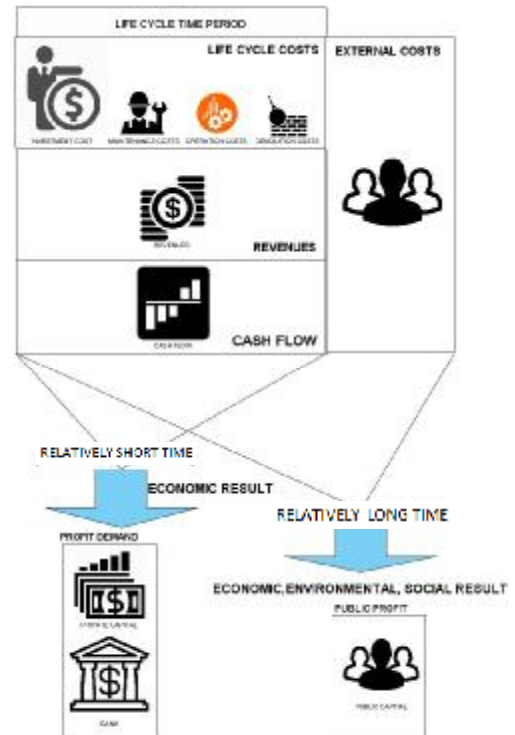 LIFE CYCLE TIME PERIOD
LIFE CYCLE COSTS
EXTERNAL COSTS
INVESTMENT COST
MAINTENANCE COSTS
OPERATION COSTS
DEMOLITION COSTS
REVENUES
REVENUES
CASH FLOW
CASH FLOW
RELATIVELY SHORT TIME
ECONOMIC RESULT
RELATIVELY LONG TIME
PROFIT DEMAND
ECONOMIC, ENVIRONMENTAL, SOCIAL RESULT
PUBLIC PROFIT
PRIVATE CAPITAL
PUBLIC CAPITAL
BANK